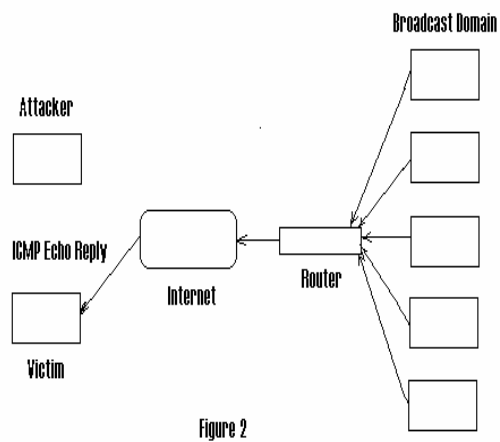 Broadcast Domain
Attacker
ICMP Echo Reply
Internet
Router
Victim
Figure 2